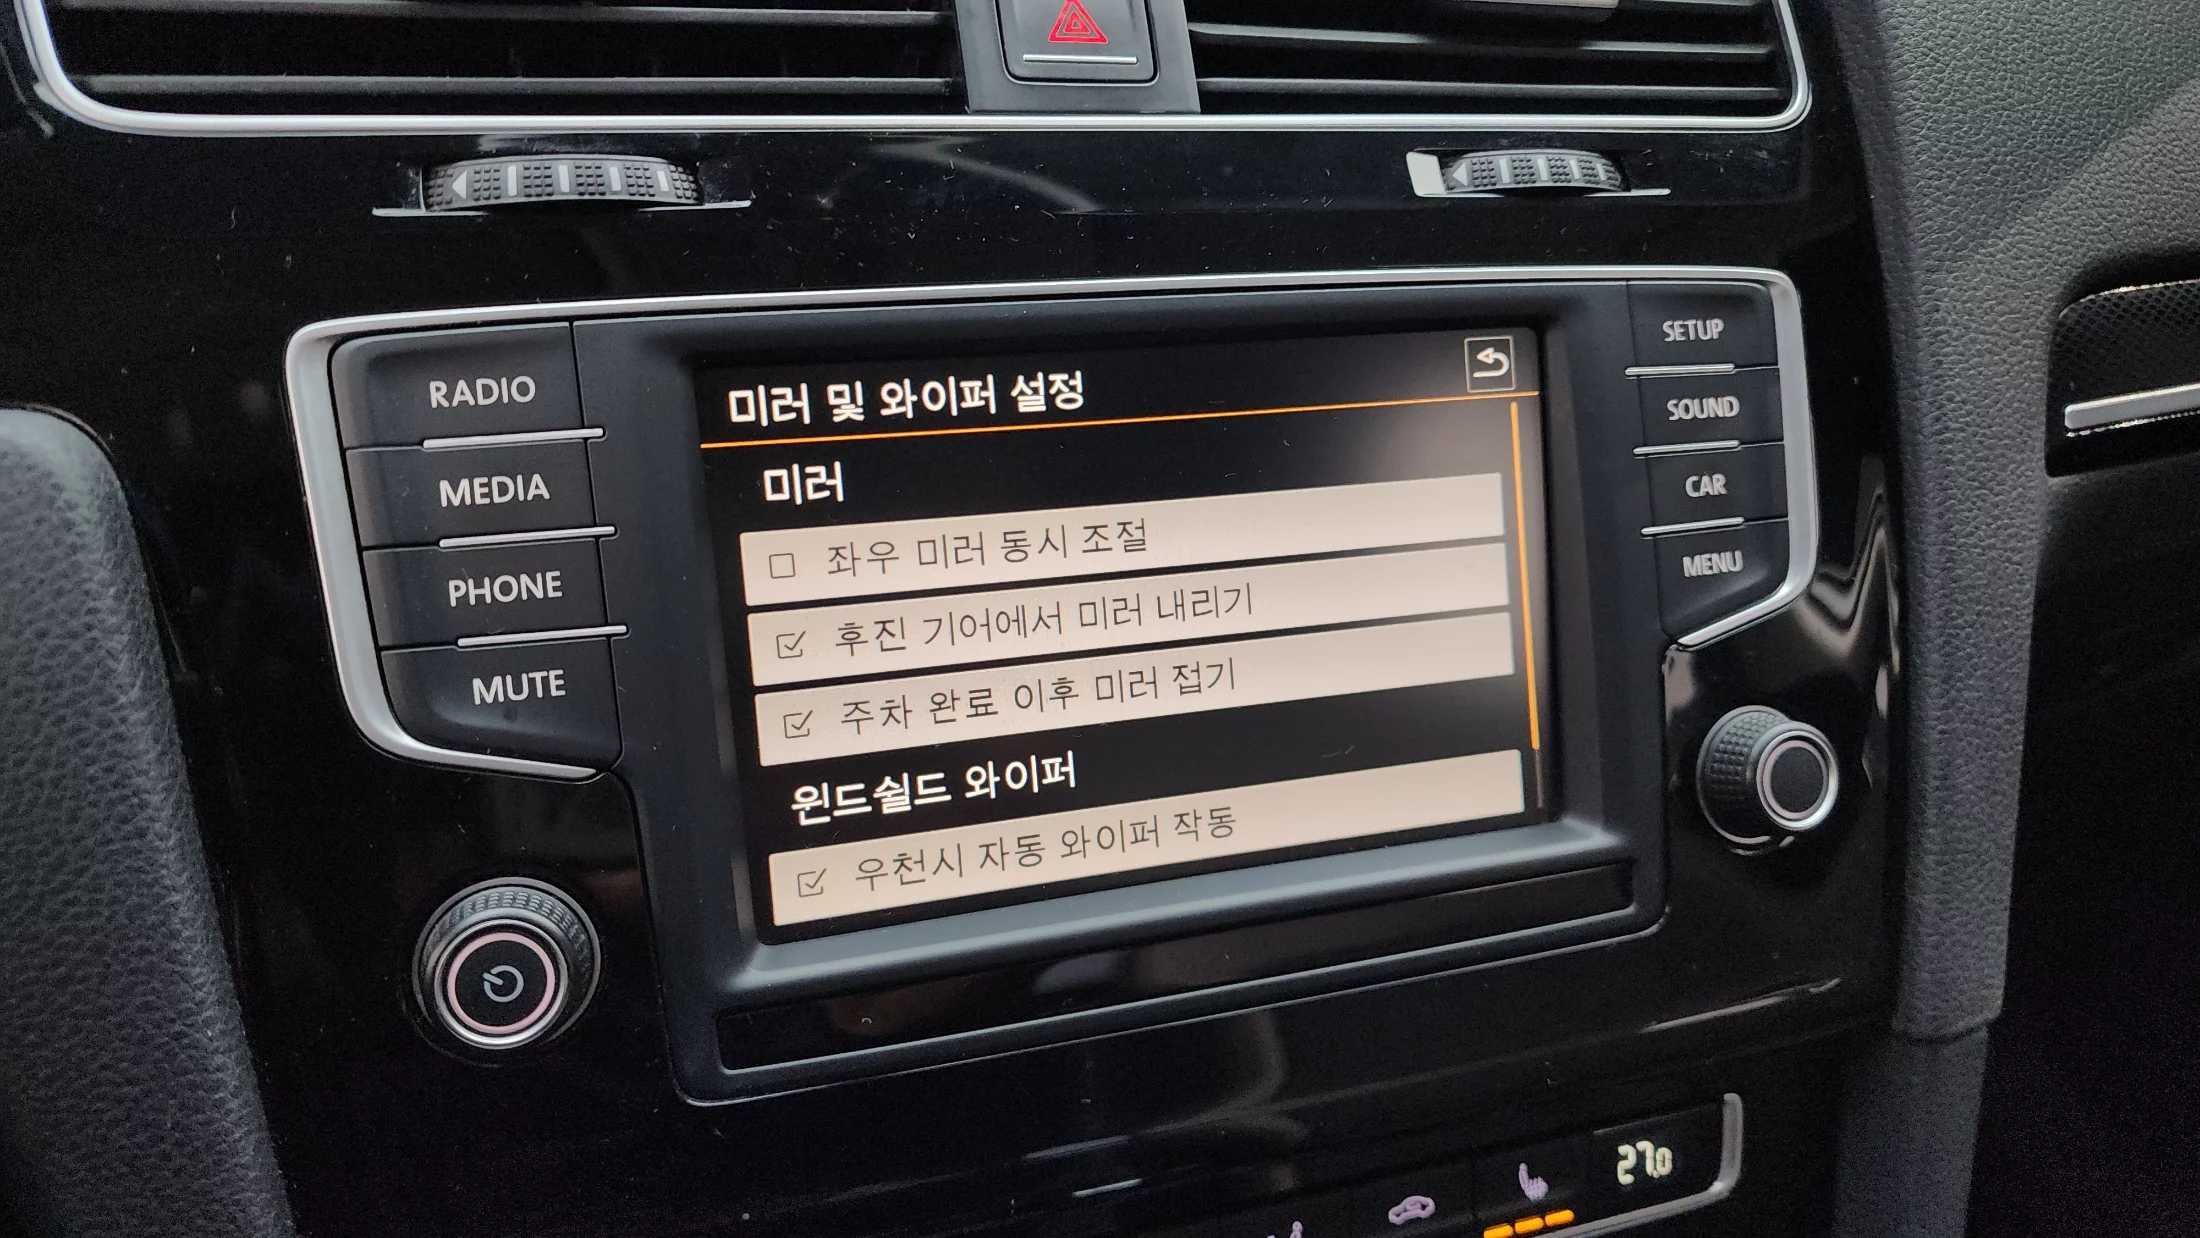 RADIO
MEDIA
PHONE
MUTE
미러 및 와이퍼 설정
미러
좌우 미러 동시 조절
후진 기어에서 미러 내리기
주차 완료 이후 미러 접기
윈드쉴드 와이퍼
우천시 자동 와이퍼 작동
SETUP
SOUND
CAR
MENU
27.0